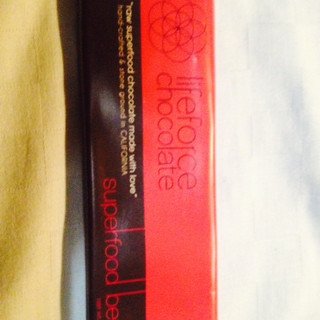 lifeforce
chocolate
"raw superfood chocolate made with love"
hand-crafted & stone ground in CALIFORNIA
superfood